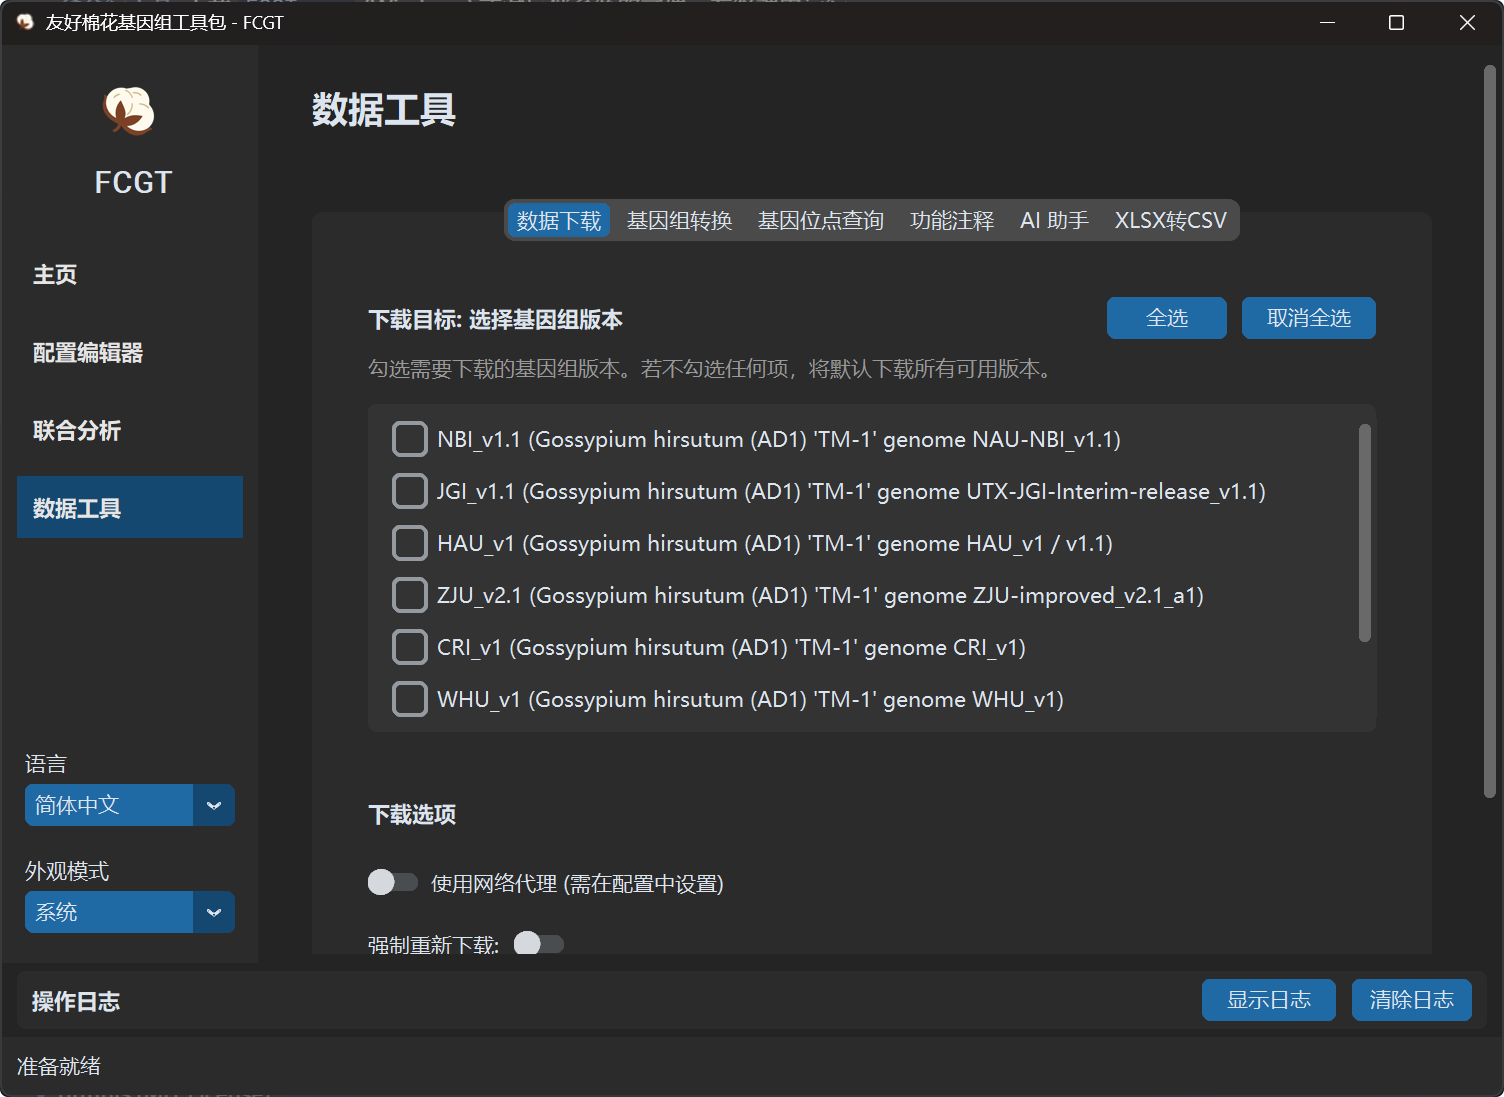 友好棉花基因组工具包 - FCGT
FCGT
主页
配置编辑器
联合分析
数据工具
语言
简体中文
外观模式
系统
数据工具
数据下载 基因组转换 基因位点查询 功能注释 AI 助手 XLSX转CSV
下载目标: 选择基因组版本 全选 取消全选
勾选需要下载的基因组版本。若不勾选任何项，将默认下载所有可用版本。
NBI_v1.1 (Gossypium hirsutum (AD1) 'TM-1' genome NAU-NBI_v1.1)
JGI_v1.1 (Gossypium hirsutum (AD1) 'TM-1' genome UTX-JGI-Interim-release_v1.1)
HAU_v1 (Gossypium hirsutum (AD1) 'TM-1' genome HAU_v1 / v1.1)
ZJU_v2.1 (Gossypium hirsutum (AD1) 'TM-1' genome ZJU-improved_v2.1_a1)
CRI_v1 (Gossypium hirsutum (AD1) 'TM-1' genome CRI_v1)
WHU_v1 (Gossypium hirsutum (AD1) 'TM-1' genome WHU_v1)
下载选项
使用网络代理 (需在配置中设置)
强制重新下载:
操作日志 显示日志 清除日志
准备就绪